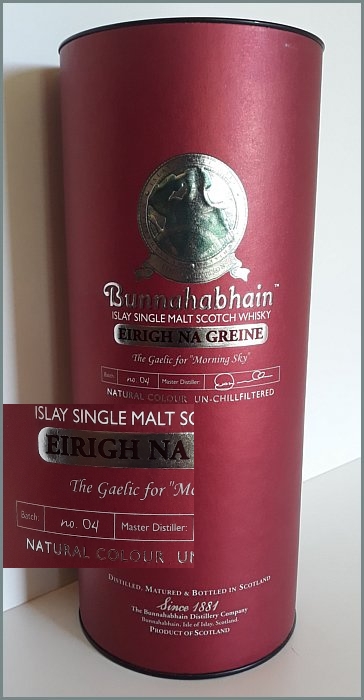 Bunnahabhain™
ISLAY SINGLE MALT SCOTCH WHISKY
EIRIGH NA GREINE
The Gaelic for "Morning Sky"
Batch: no. 04 Master Distiller:
NATURAL COLOUR UN-CHILLFILTERED
ISLAY SINGLE MALT SC
EIRIGH NA
The Gaelic for "Mo
Batch: no. 04 Master Distiller:
NATURAL COLOUR UN
DISTILLED, MATURED & BOTTLED IN SCOTLAND
Since 1881
The Bunnahabhain Distillery Company
Bunnahabhain, Isle of Islay, Scotland
PRODUCT OF SCOTLAND